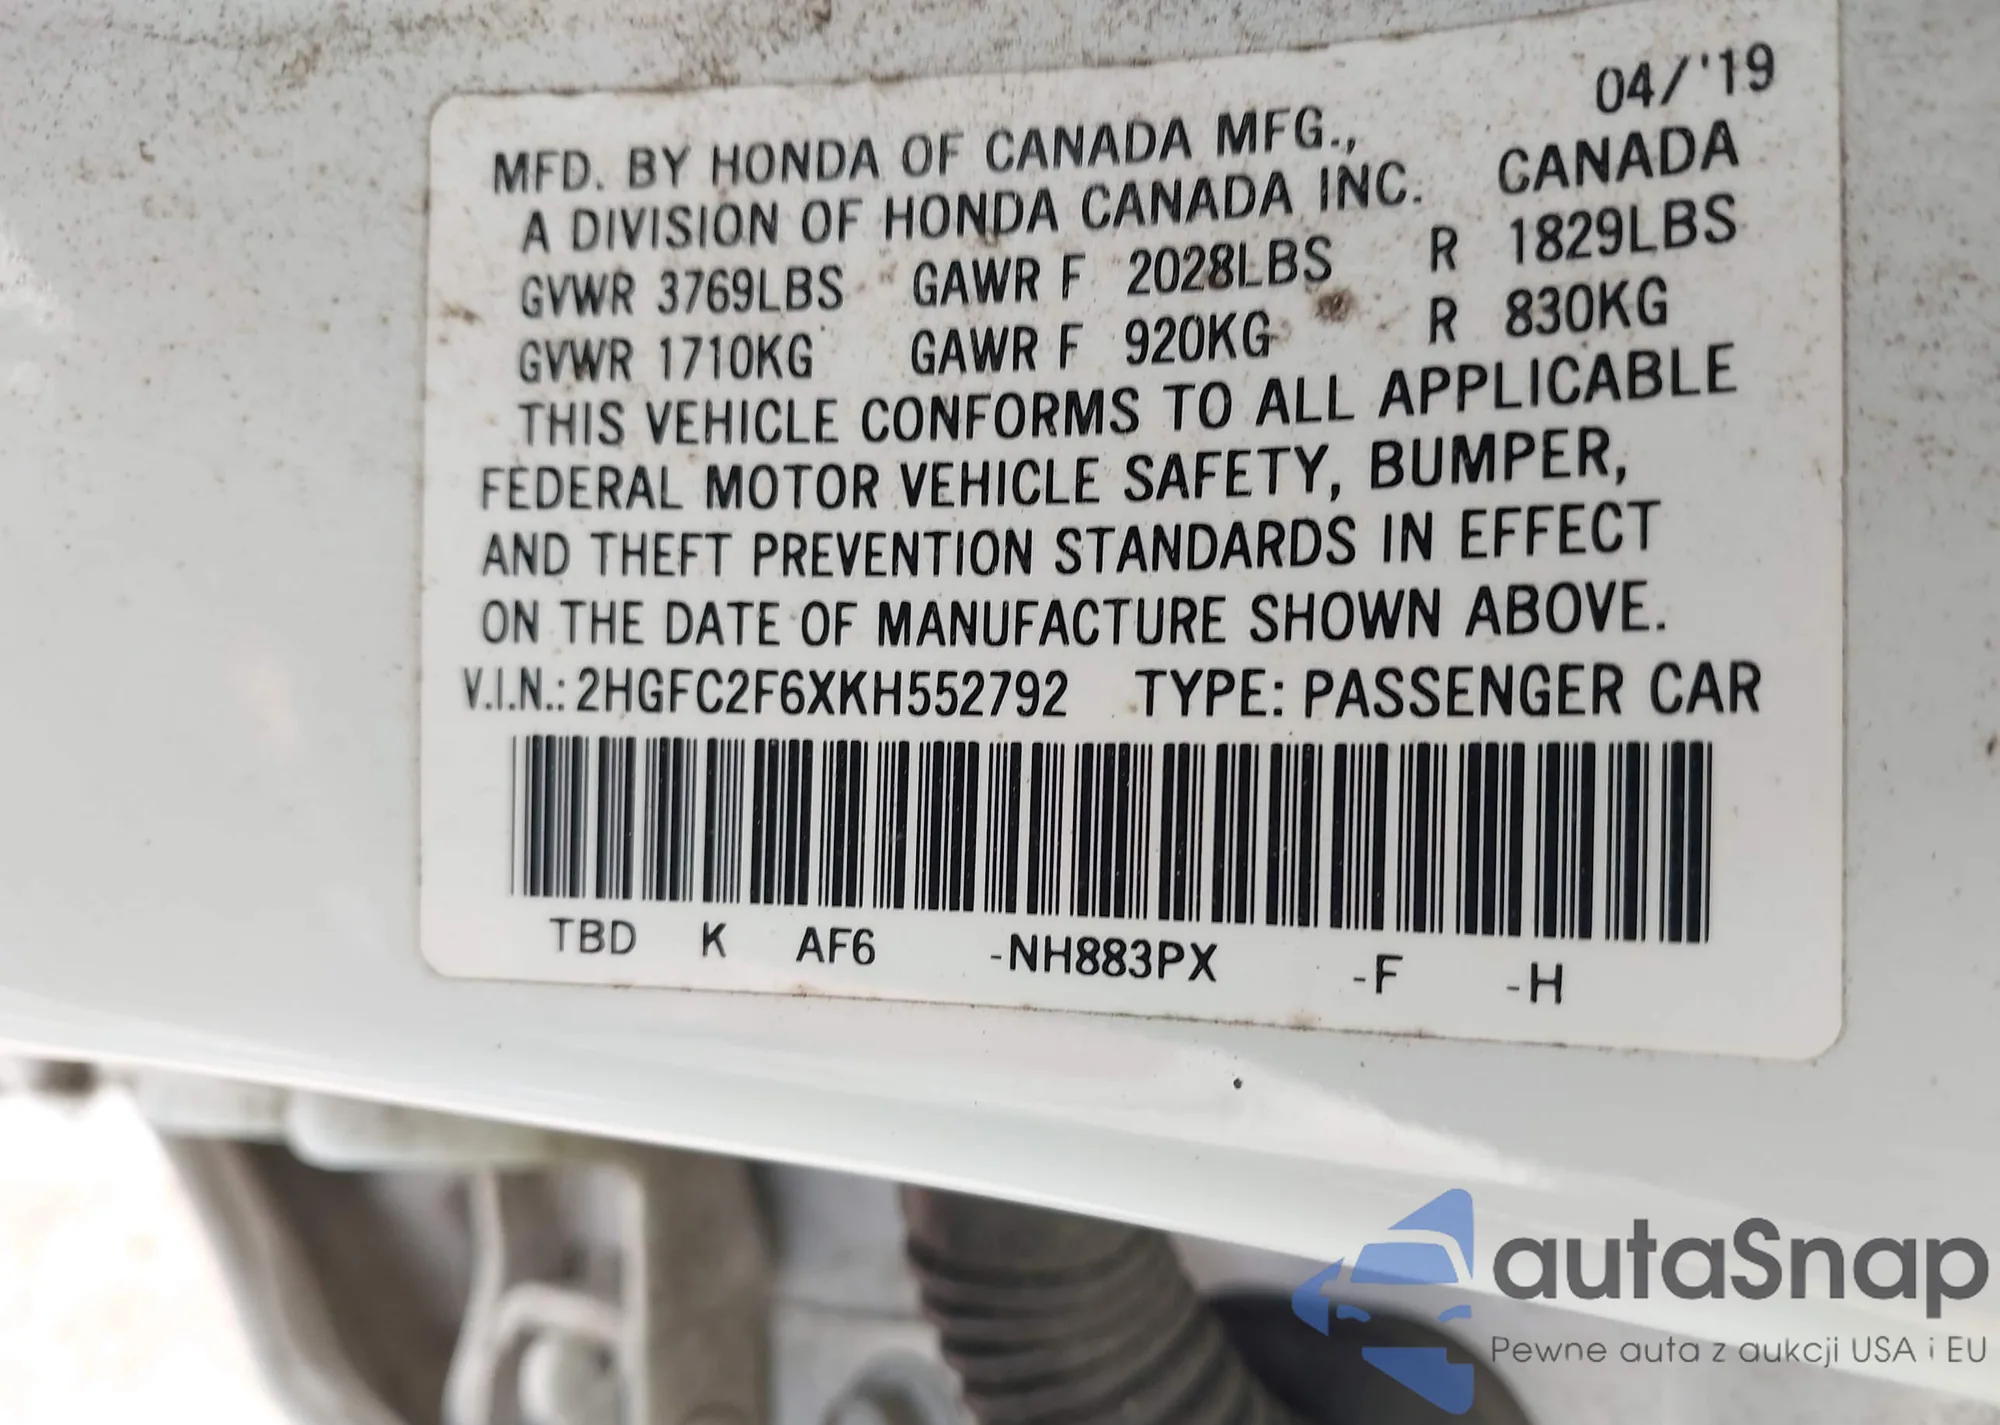 04/'19
MFD. BY HONDA OF CANADA MFG.,
A DIVISION OF HONDA CANADA INC. CANADA
GVWR 3769LBS GAWR F 2028LBS R 1829LBS
GVWR 1710KG GAWR F 920KG R 830KG
THIS VEHICLE CONFORMS TO ALL APPLICABLE
FEDERAL MOTOR VEHICLE SAFETY, BUMPER,
AND THEFT PREVENTION STANDARDS IN EFFECT
ON THE DATE OF MANUFACTURE SHOWN ABOVE.
V.I.N.: 2HGFC2F6XKH552792 TYPE: PASSENGER CAR
TBD K AF6 -NH883PX -F -H
autaSnap
Pewne auta z aukcji USA i EU